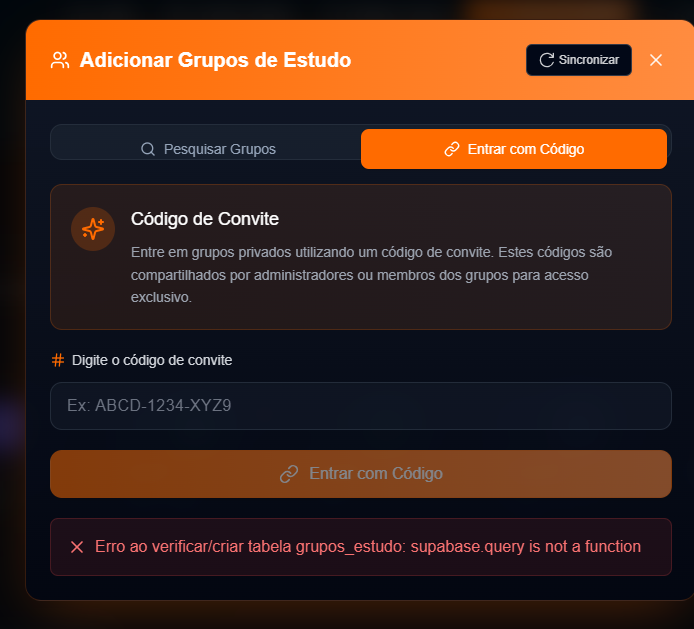 Adicionar Grupos de Estudo
Sincronizar
Pesquisar Grupos
Entrar com Código
Código de Convite
Entre em grupos privados utilizando um código de convite. Estes códigos são
compartilhados por administradores ou membros dos grupos para acesso
exclusivo.
# Digite o código de convite
Ex: ABCD-1234-XYZ9
Entrar com Código
Erro ao verificar/criar tabela grupos_estudo: supabase.query is not a function